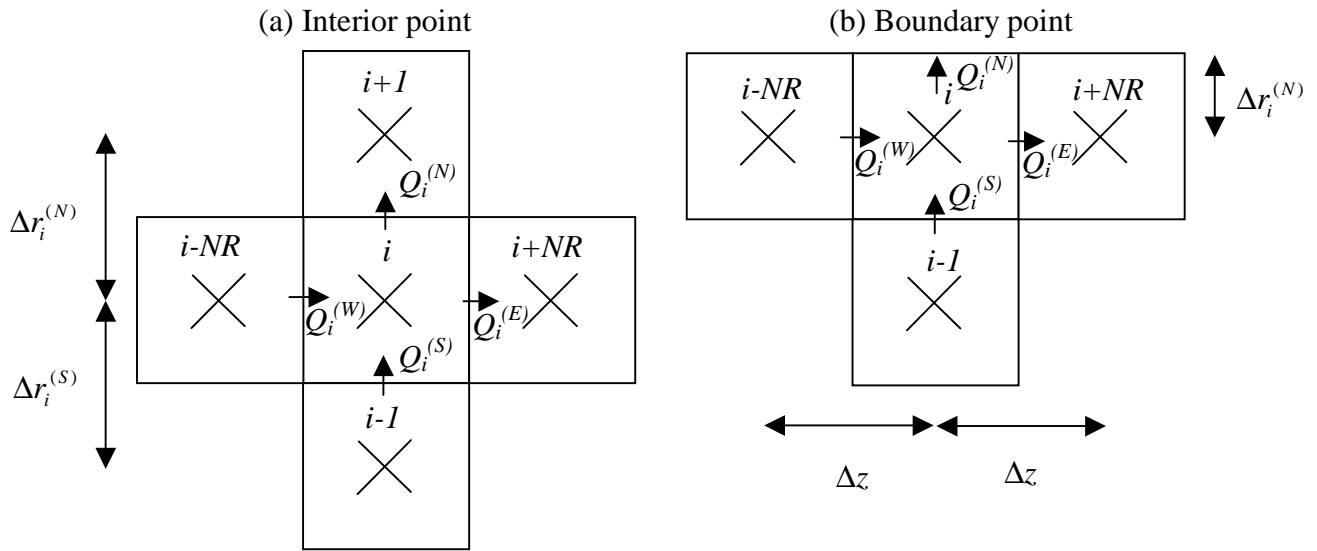 (a) Interior point
i+1
Q_i^(N)
Δr_i^(N)
i-NR
i
i+NR
Q_i^(W)
Q_i^(E)
Q_i^(S)
Δr_i^(S)
i-1
(b) Boundary point
Q_i^(N)
i-NR
i
i+NR
Δr_i^(N)
Q_i^(W)
Q_i^(E)
Q_i^(S)
i-1
Δz
Δz